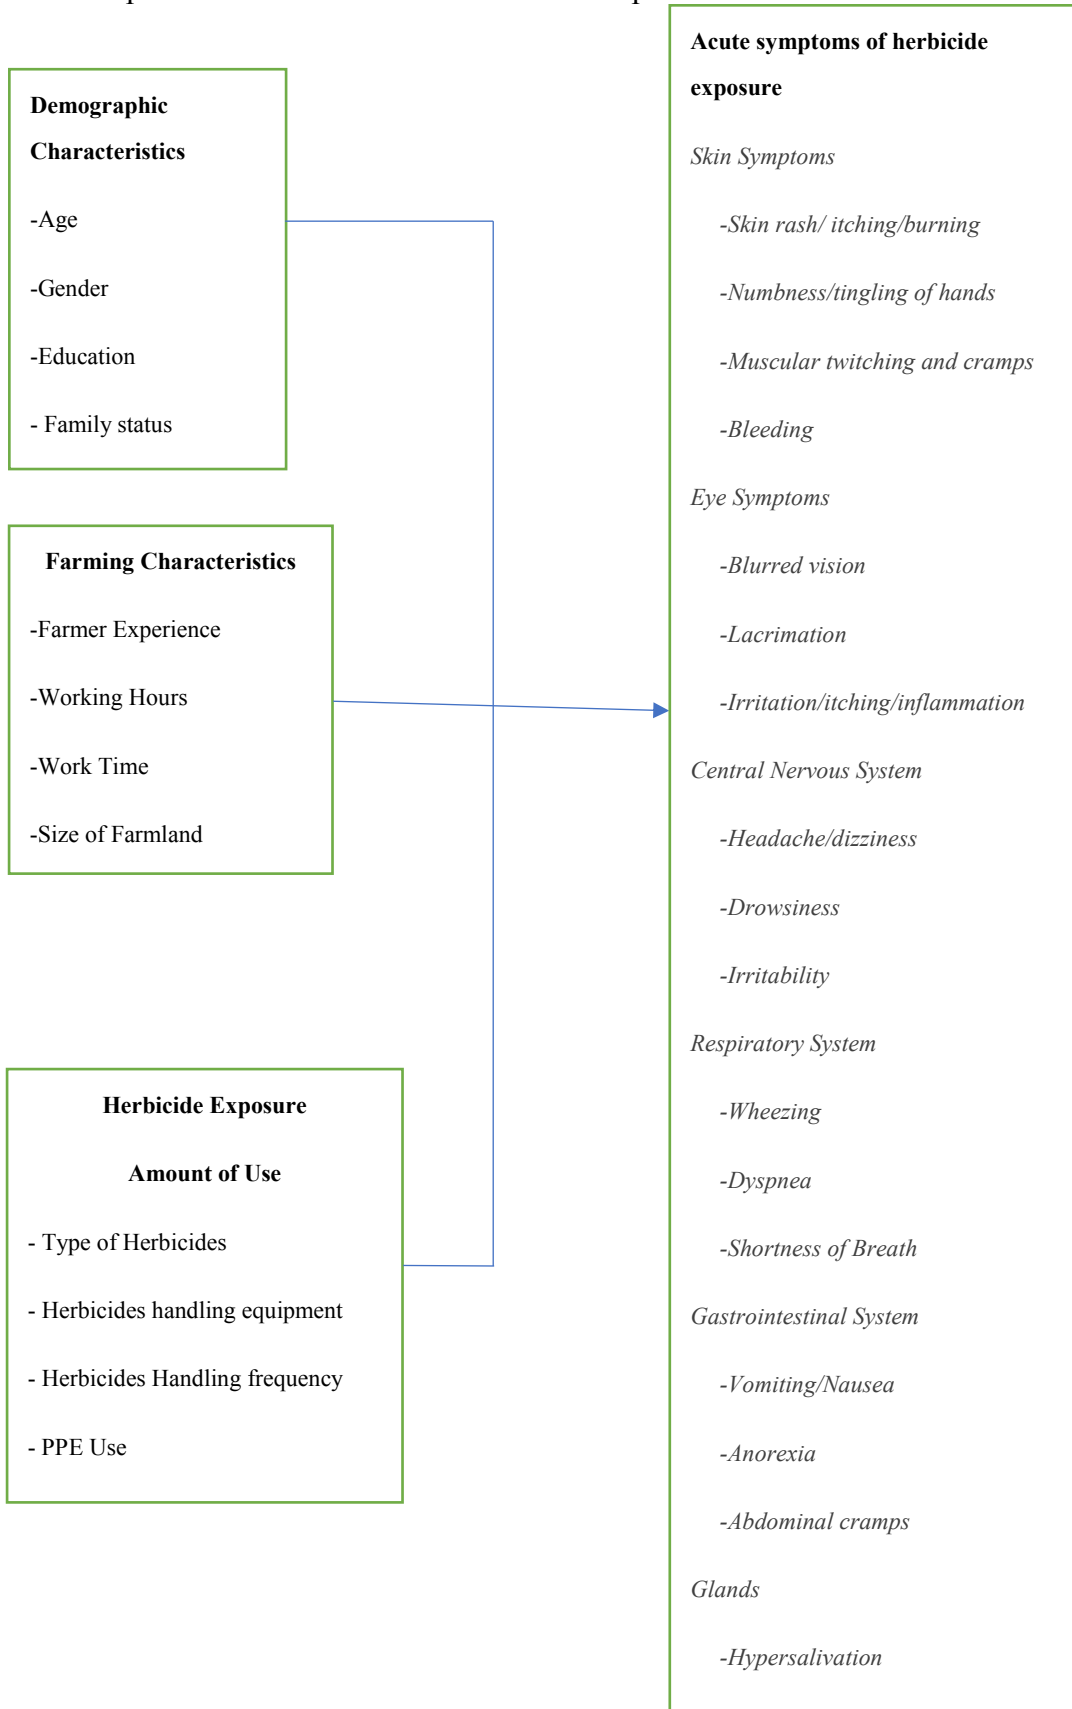 Demographic
Characteristics
-Age
-Gender
-Education
- Family status
Farming Characteristics
-Farmer Experience
-Working Hours
-Work Time
-Size of Farmland
Herbicide Exposure
Amount of Use
- Type of Herbicides
- Herbicides handling equipment
- Herbicides Handling frequency
- PPE Use
Acute symptoms of herbicide
exposure
Skin Symptoms
-Skin rash/ itching/burning
-Numbness/tingling of hands
-Muscular twitching and cramps
-Bleeding
Eye Symptoms
-Blurred vision
-Lacrimation
-Irritation/itching/inflammation
Central Nervous System
-Headache/dizziness
-Drowsiness
-Irritability
Respiratory System
-Wheezing
-Dyspnea
-Shortness of Breath
Gastrointestinal System
-Vomiting/Nausea
-Anorexia
-Abdominal cramps
Glands
-Hypersalivation